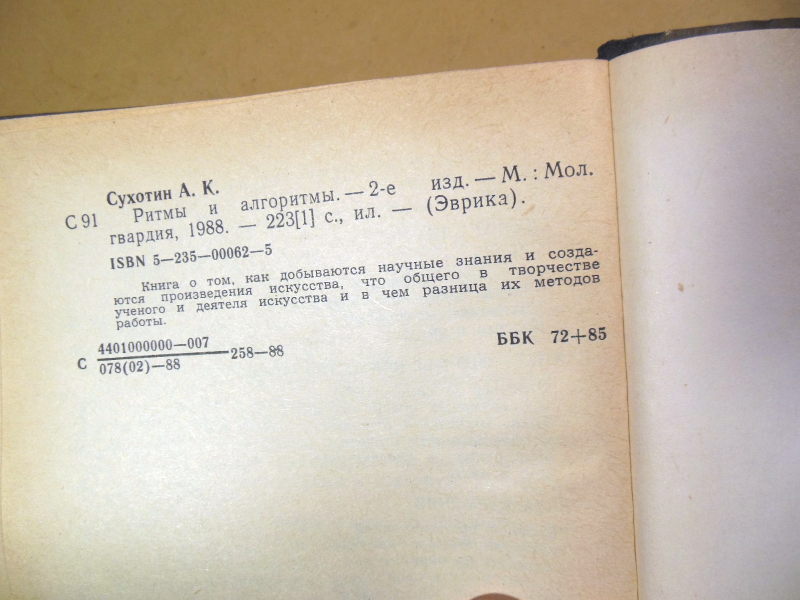 Сухотин А. К.
С 91 Ритмы и алгоритмы. — 2-е изд. — М. : Мол.
гвардия, 1988. — 223[1] с., ил. — (Эврика).
ISBN 5—235—00062—5
Книга о том, как добываются научные знания и созда-
ются произведения искусства, что общего в творчестве
ученого и деятеля искусства и в чем разница их методов
работы.
С 4401000000—007
078(02)—88 258—88
ББК 72+85